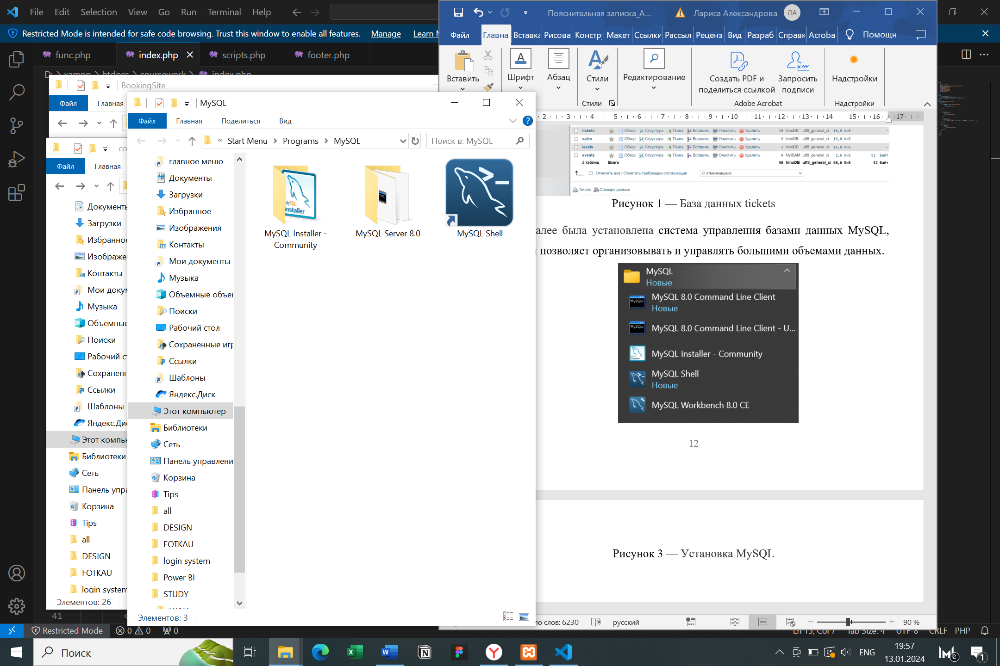 File Edit Selection View Go Run Terminal Help
Restricted Mode is intended for safe code browsing. Trust this window to enable all features. Manage Learn
func.php index.php scripts.php footer.php
D: > xampp > htdocs > coursework > index.php
BookingSite
Файл Главная
Файл Главная
Документы
Загрузки
Избранное
Изображе
Контакты
Мои докум
Музыка
Объемные
Поиски
Рабочий ст
Сохраненн
Ссылки
Шаблоны
Яндекс.Ди
Этот компь
Библиотеки
Сеть
Панель упра
Корзина
Tips
all
DESIGN
FOTKAU
login system
Элементов: 26
41
MySQL
Файл Главная Поделиться Вид
« Start Menu > Programs > MySQL
Поиск в: MySQL
главное меню
Документы
Загрузки
Избранное
Изображения
Контакты
Мои документы
Музыка
Объемные объек
Поиски
Рабочий стол
Сохраненные игр
Ссылки
Шаблоны
Яндекс.Диск
Этот компьютер
Библиотеки
Сеть
Панель управлени
Корзина
Tips
all
DESIGN
FOTKAU
login system
Power BI
STUDY
MySQL Installer - Community
MySQL Server 8.0
MySQL Shell
Элементов: 3
Пояснительная записка_А... Лариса Александрова ЛА
Файл Главна Вставка Рисова Констр Макет Ссылки Рассыл Реценз Вид Разраб Справк Acroba Помощн
Вставить Шрифт Абзац Стили Редактирование
Создать PDF и поделиться ссылкой
Запросить подписи
Надстройки
Стили Adobe Acrobat Надстройки
2 3 4 5 6 7 8 9 10 11 12 13 14 15 16 17
tickets Обзор Структура Поиск Вставить Очистить Удалить 19 InnoDB utf8_general_ci 16,0 КиБ -
sales Обзор Структура Поиск Вставить Очистить Удалить 9 InnoDB utf8_general_ci 16,0 КиБ -
levels Обзор Структура Поиск Вставить Очистить Удалить 3 InnoDB utf8_general_ci 16,0 КиБ -
events Обзор Структура Поиск Вставить Очистить Удалить 9 MyISAM utf8_general_ci 2,6 КиБ 52 Байт
5 таблиц Всего 50 InnoDB utf8_general_ci 66,6 КиБ 52 Байт
Отметить все / Отметить требующие оптимизации С отмеченными:
Печать Словарь данных
Рисунок 1 — База данных tickets
алее была установлена система управления базами данных MySQL,
позволяет организовывать и управлять большими объемами данных.
MySQL
Новые
MySQL 8.0 Command Line Client
Новые
MySQL 8.0 Command Line Client - U...
MySQL Installer - Community
MySQL Shell
Новые
MySQL Workbench 8.0 CE
12
Рисунок 3 — Установка MySQL
ло слов: 6230 русский 90 %
Restricted Mode 0 0 0 Ln 15, Col 7 Tab Size: 4 UTF-8 CRLF PHP
Поиск
ENG
19:57
13.01.2024
2
1